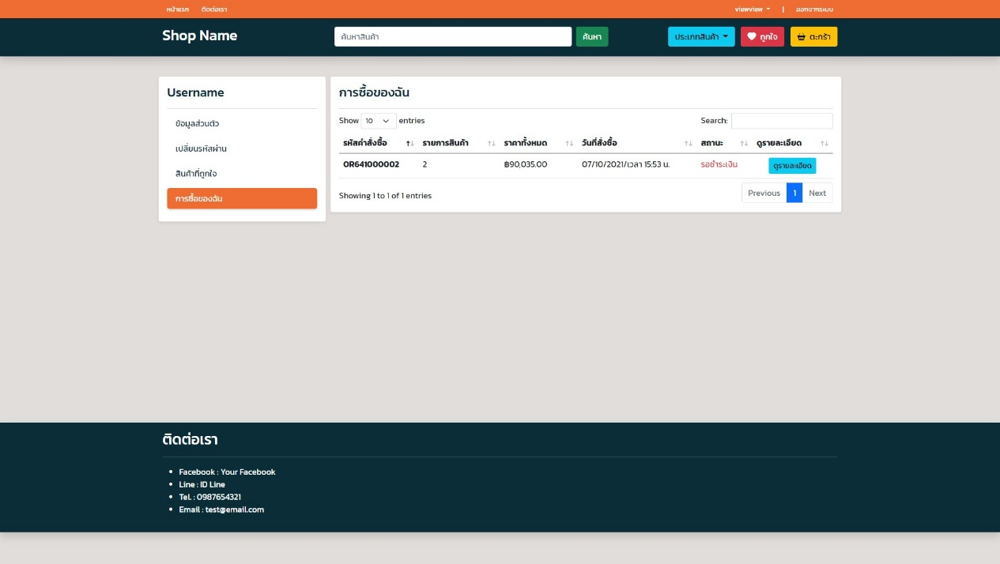 หน้าแรก ติดต่อเรา viewview | ออกจากระบบ
Shop Name ค้นหาสินค้า ค้นหา ประเภทสินค้า ถูกใจ ตะกร้า
Username
ข้อมูลส่วนตัว
เปลี่ยนรหัสผ่าน
สินค้าที่ถูกใจ
การซื้อของฉัน
การซื้อของฉัน
Show 10 entries Search:
รหัสคำสั่งซื้อ รายการสินค้า ราคาทั้งหมด วันที่สั่งซื้อ สถานะ ดูรายละเอียด
OR641000002 2 ฿90,035.00 07/10/2021/เวลา 15:53 น. รอชำระเงิน ดูรายละเอียด
Showing 1 to 1 of 1 entries Previous 1 Next
ติดต่อเรา
Facebook : Your Facebook
Line : ID Line
Tel. : 0987654321
Email : test@email.com